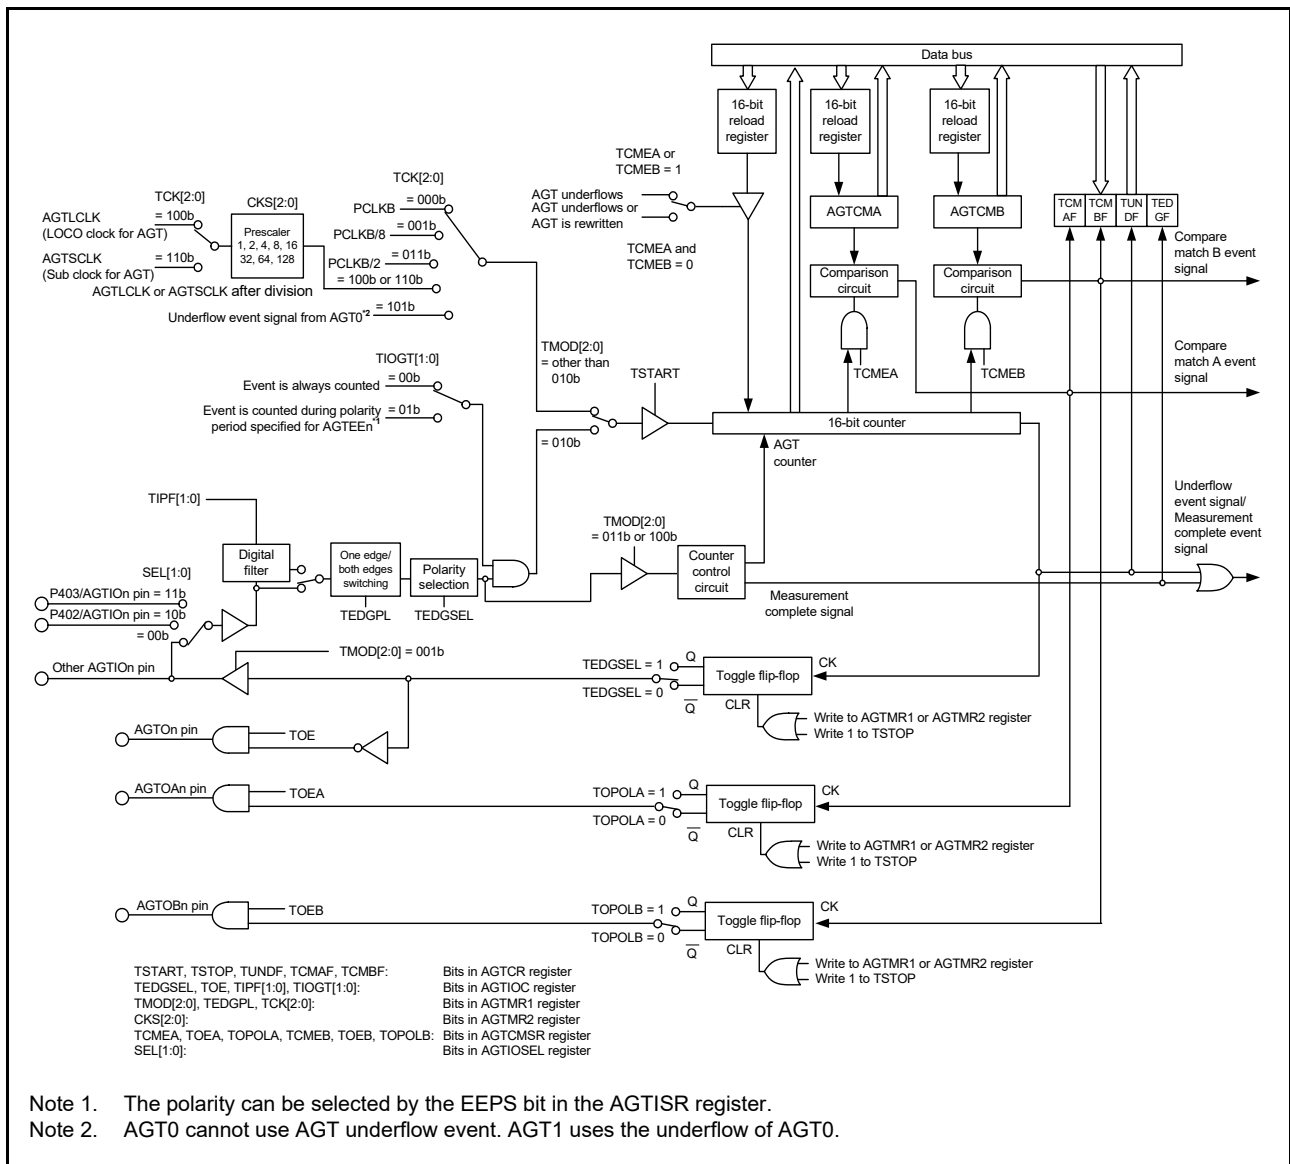 Data bus
16-bit
reload
register
16-bit
reload
register
16-bit
reload
register
TCMEA or
TCMEB = 1
AGT underflows
AGT underflows or
AGT is rewritten
TCMEA and
TCMEB = 0
TCK[2:0]
= 000b
PCLKB
= 001b
PCLKB/8
= 011b
PCLKB/2
= 100b or 110b
AGTLCLK or AGTSCLK after division
Underflow event signal from AGT0*2 = 101b
TCK[2:0]
CKS[2:0]
AGTLCLK = 100b
(LOCO clock for AGT)
AGTSCLK = 110b
(Sub clock for AGT)
Prescaler
1, 2, 4, 8, 16
32, 64, 128
AGTCMA
AGTCMB
TCM
AF
TCM
BF
TUN
DF
TED
GF
Comparison
circuit
Comparison
circuit
Compare
match B event
signal
TCMEA
TCMEB
Compare
match A event
signal
TIOGT[1:0]
Event is always counted = 00b
Event is counted during polarity = 01b
period specified for AGTEEn*1
TMOD[2:0]
= other than
010b
= 010b
TSTART
16-bit counter
AGT
counter
TIPF[1:0]
Digital
filter
One edge/
both edges
switching
Polarity
selection
TEDGPL
TEDGSEL
TMOD[2:0]
= 011b or 100b
Counter
control
circuit
Measurement
complete signal
Underflow
event signal/
Measurement
complete event
signal
SEL[1:0]
P403/AGTIOn pin = 11b
P402/AGTIOn pin = 10b
= 00b
Other AGTIOn pin
TMOD[2:0] = 001b
TEDGSEL = 1
TEDGSEL = 0
Q
Q
Toggle flip-flop
CK
CLR
Write to AGTMR1 or AGTMR2 register
Write 1 to TSTOP
AGTOn pin
TOE
AGTOAn pin
TOEA
TOPOLA = 1
TOPOLA = 0
Q
Q
Toggle flip-flop
CK
CLR
Write to AGTMR1 or AGTMR2 register
Write 1 to TSTOP
AGTOBn pin
TOEB
TOPOLB = 1
TOPOLB = 0
Q
Q
Toggle flip-flop
CK
CLR
Write to AGTMR1 or AGTMR2 register
Write 1 to TSTOP
TSTART, TSTOP, TUNDF, TCMAF, TCMBF: Bits in AGTCR register
TEDGSEL, TOE, TIPF[1:0], TIOGT[1:0]: Bits in AGTIOC register
TMOD[2:0], TEDGPL, TCK[2:0]: Bits in AGTMR1 register
CKS[2:0]: Bits in AGTMR2 register
TCMEA, TOEA, TOPOLA, TCMEB, TOEB, TOPOLB: Bits in AGTCMSR register
SEL[1:0]: Bits in AGTIOSEL register
Note 1. The polarity can be selected by the EEPS bit in the AGTISR register.
Note 2. AGT0 cannot use AGT underflow event. AGT1 uses the underflow of AGT0.